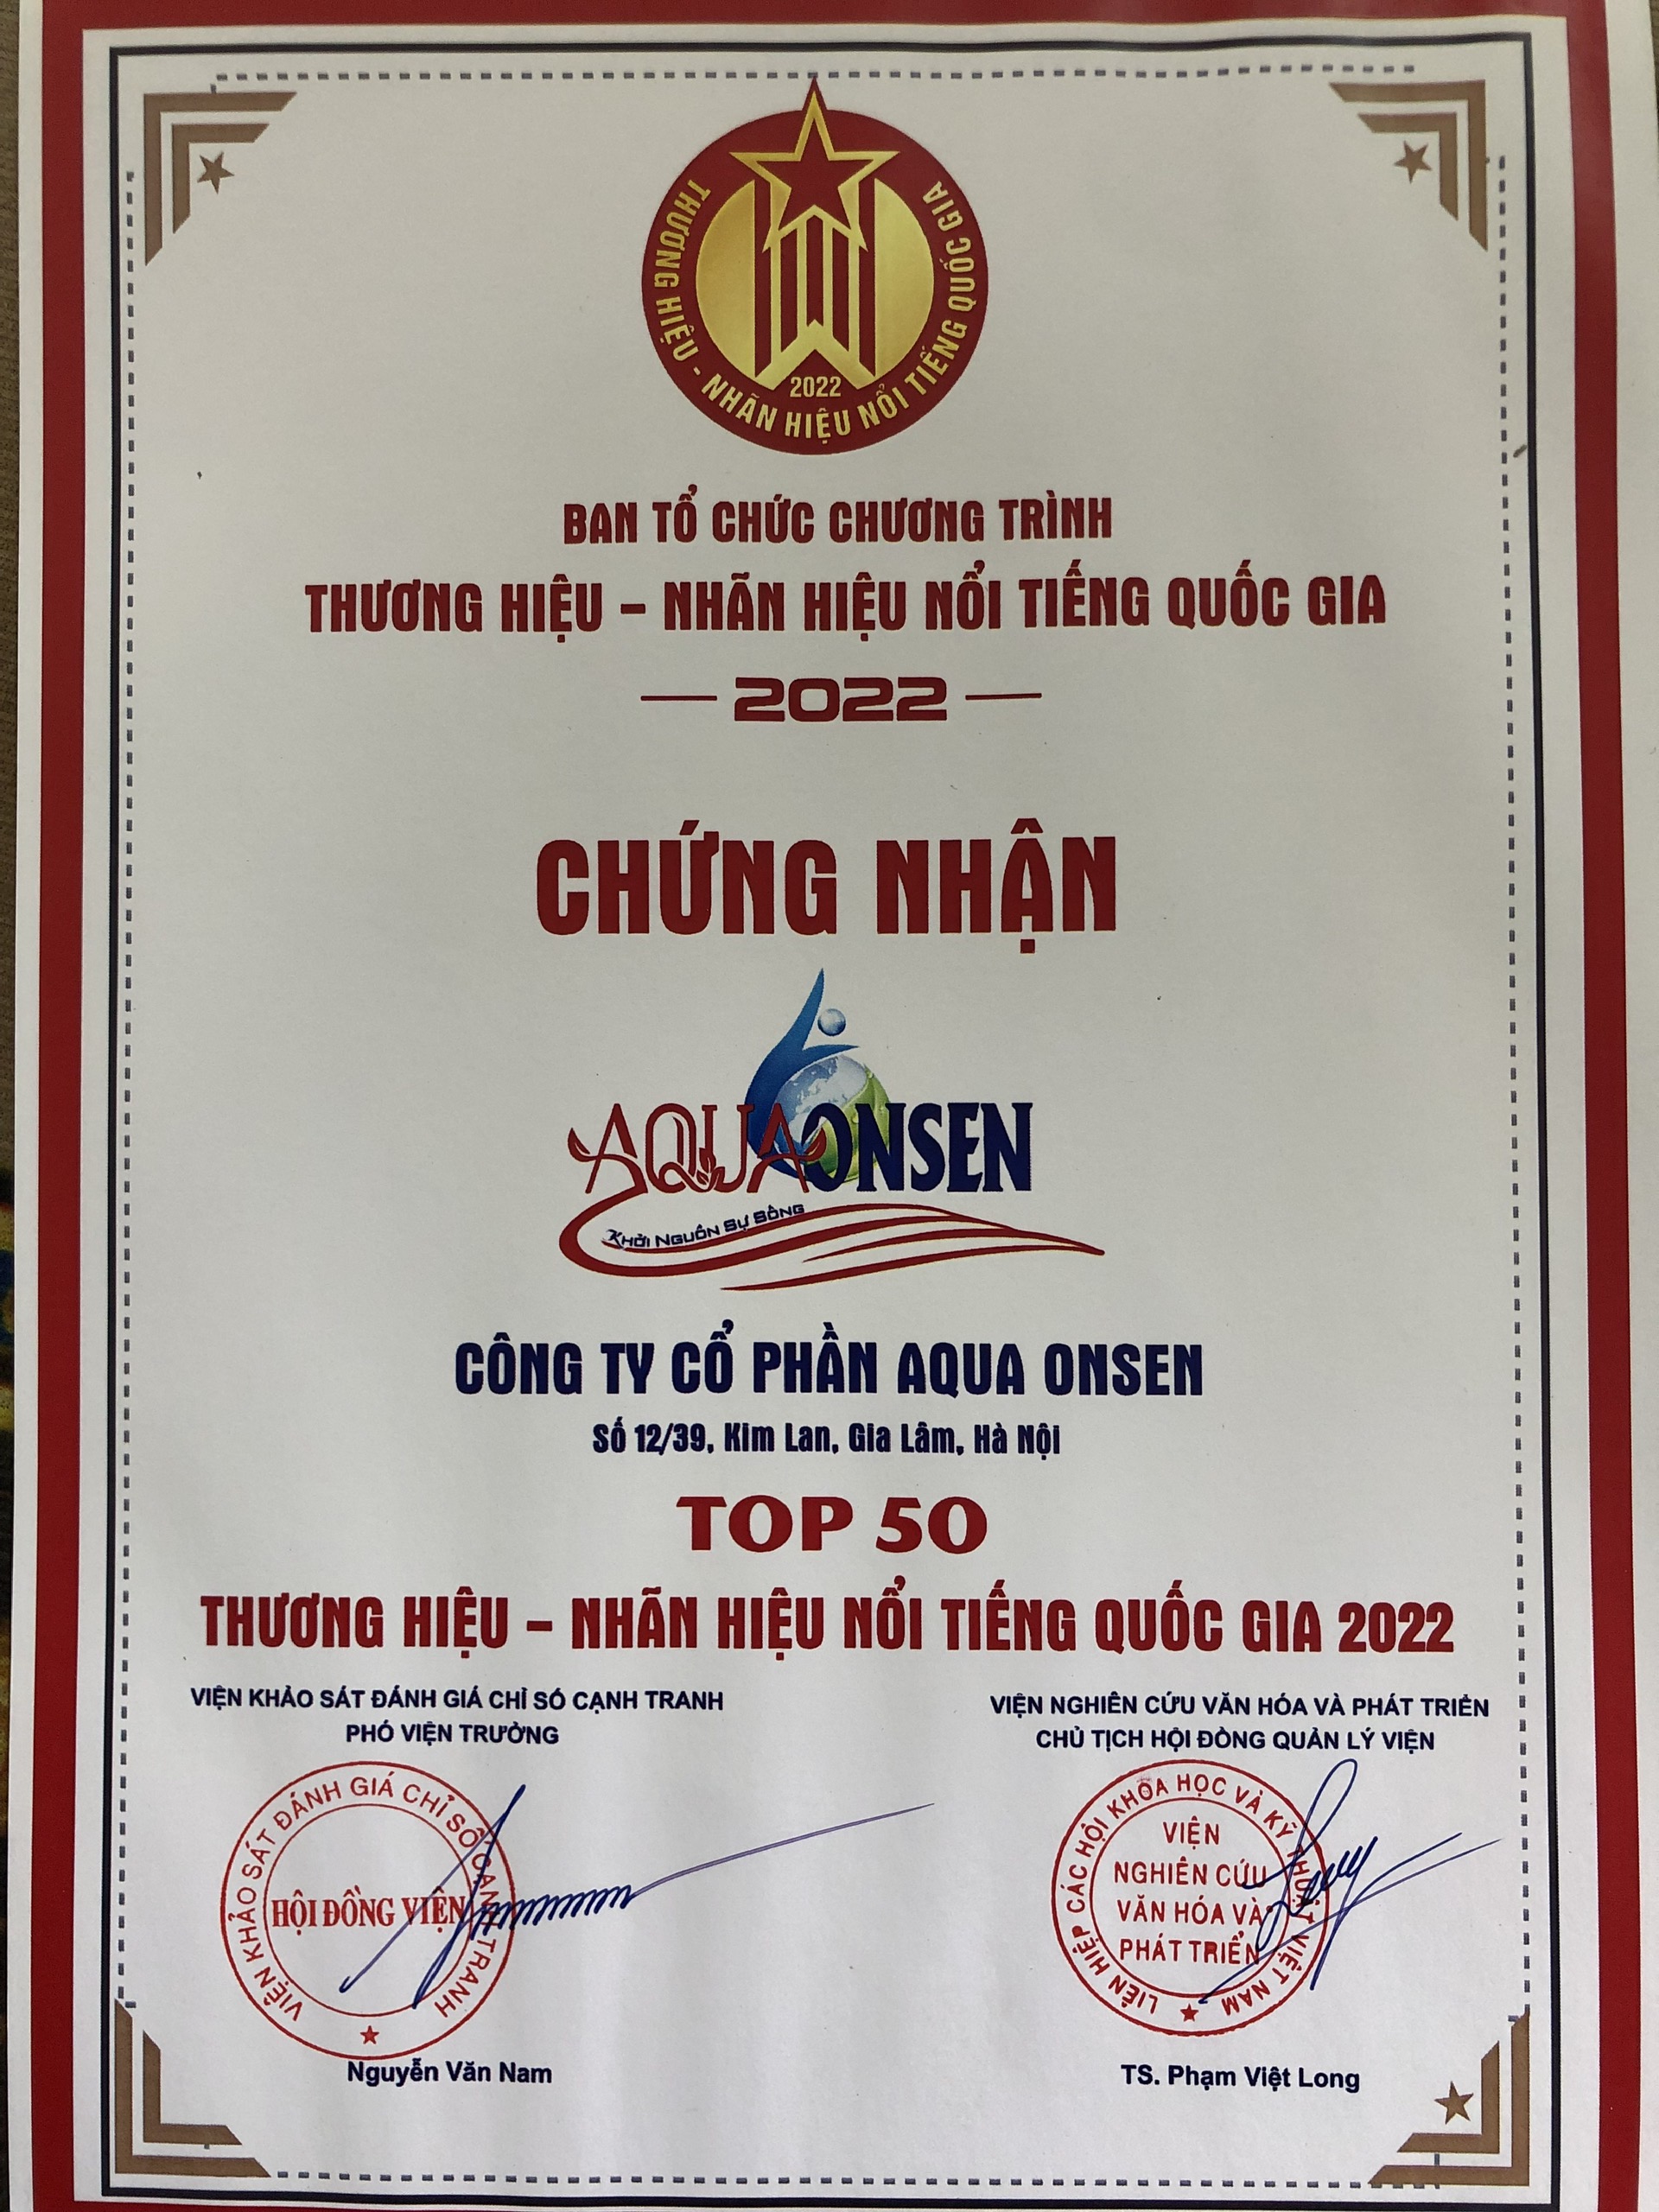 THƯƠNG HIỆU - NHÃN HIỆU NỔI TIẾNG QUỐC GIA
2022
BAN TỔ CHỨC CHƯƠNG TRÌNH
THƯƠNG HIỆU – NHÃN HIỆU NỔI TIẾNG QUỐC GIA
— 2022 —
CHỨNG NHẬN
AQUA ONSEN
KHỞI NGUỒN SỰ SỐNG
CÔNG TY CỔ PHẦN AQUA ONSEN
Số 12/39, Kim Lan, Gia Lâm, Hà Nội
TOP 50
THƯƠNG HIỆU – NHÃN HIỆU NỔI TIẾNG QUỐC GIA 2022
VIỆN KHẢO SÁT ĐÁNH GIÁ CHỈ SỐ CẠNH TRANH
PHÓ VIỆN TRƯỞNG
VIỆN KHẢO SÁT ĐÁNH GIÁ CHỈ SỐ CẠNH TRANH
HỘI ĐỒNG VIỆN
Nguyễn Văn Nam
VIỆN NGHIÊN CỨU VĂN HÓA VÀ PHÁT TRIỂN
CHỦ TỊCH HỘI ĐỒNG QUẢN LÝ VIỆN
LIÊN HIỆP CÁC HỘI KHOA HỌC VÀ KỸ THUẬT VIỆT NAM
VIỆN
NGHIÊN CỨU
VĂN HÓA VÀ
PHÁT TRIỂN
TS. Phạm Việt Long